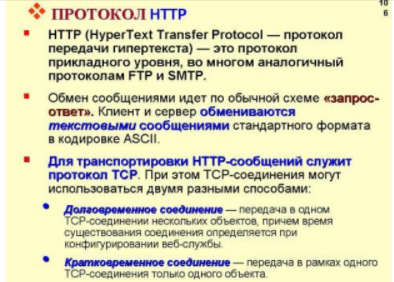 ПРОТОКОЛ HTTP
10
6
HTTP (HyperText Transfer Protocol — протокол
передачи гипертекста) — это протокол
прикладного уровня, во многом аналогичный
протоколам FTP и SMTP.
Обмен сообщениями идет по обычной схеме «запрос-
ответ». Клиент и сервер обмениваются
текстовыми сообщениями стандартного формата
в кодировке ASCII.
Для транспортировки HTTP-сообщений служит
протокол TCP. При этом TCP-соединения могут
использоваться двумя разными способами:
Долговременное соединение — передача в одном
TCP-соединении нескольких объектов, причем время
существования соединения определяется при
конфигурировании веб-службы.
Кратковременное соединение — передача в рамках одного
TCP-соединения только одного объекта.